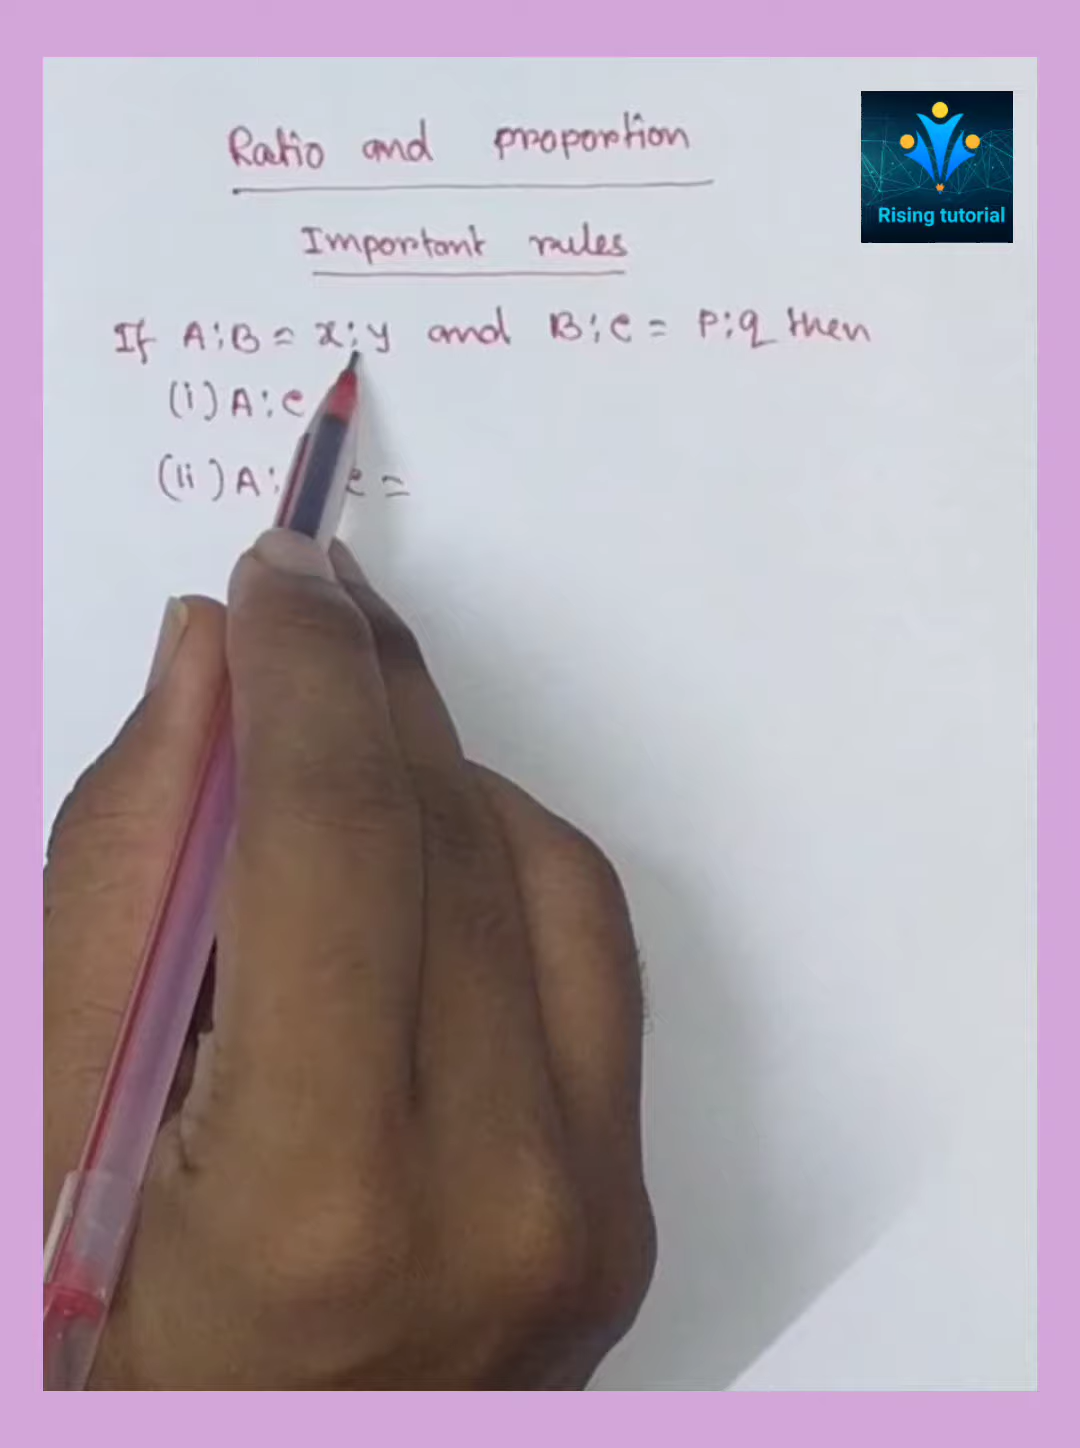 Ratio and proportion
Rising tutorial
Important rules
If A:B = x:y and B:C = P:q then
(i) A:C
(ii) A: C =